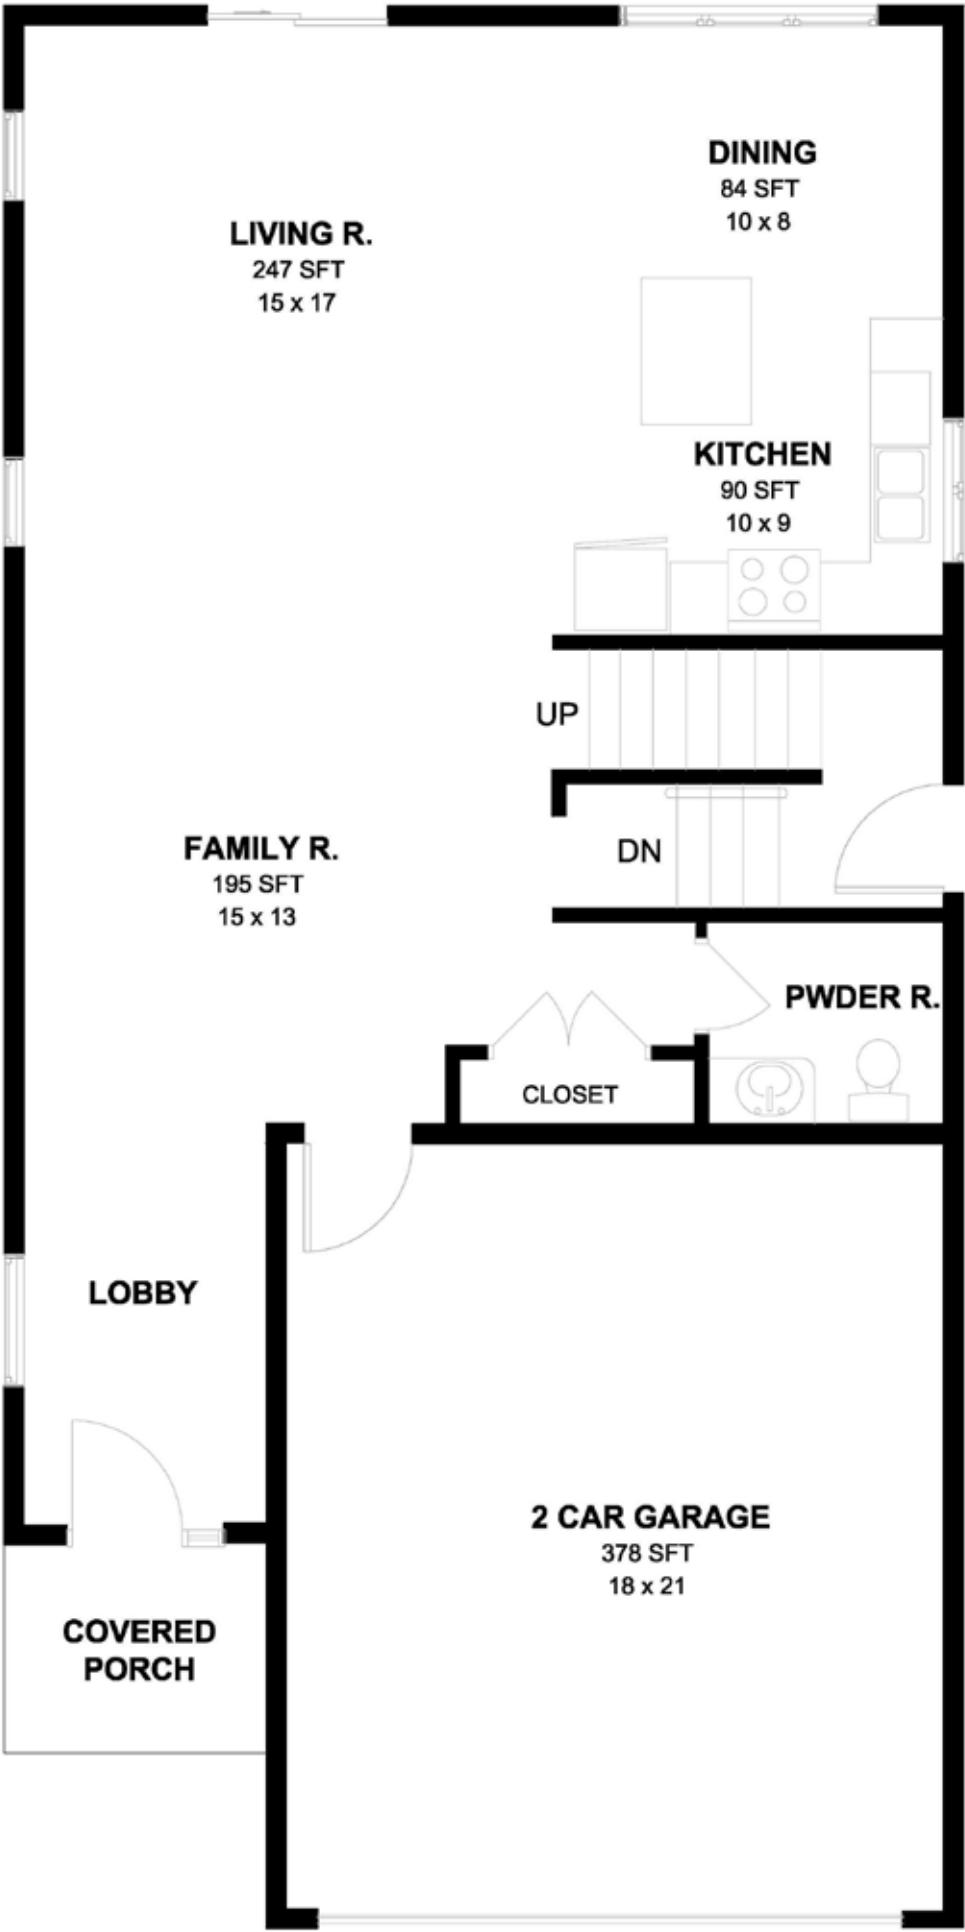 DINING
84 SFT
10 x 8
LIVING R.
247 SFT
15 x 17
KITCHEN
90 SFT
10 x 9
UP
FAMILY R.
195 SFT
15 x 13
DN
PWDER R.
CLOSET
LOBBY
2 CAR GARAGE
378 SFT
18 x 21
COVERED
PORCH